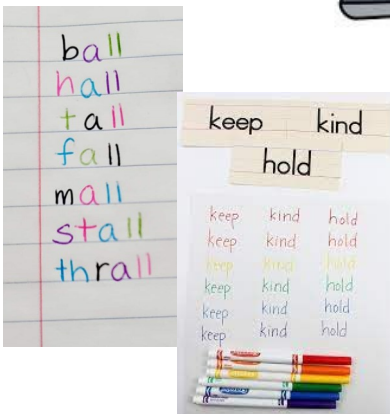 ball
hall
tall
fall
mall
stall
thrall
keep kind
hold
keep kind hold
keep kind hold
keep kind hold
keep kind hold
keep kind hold
keep kind hold